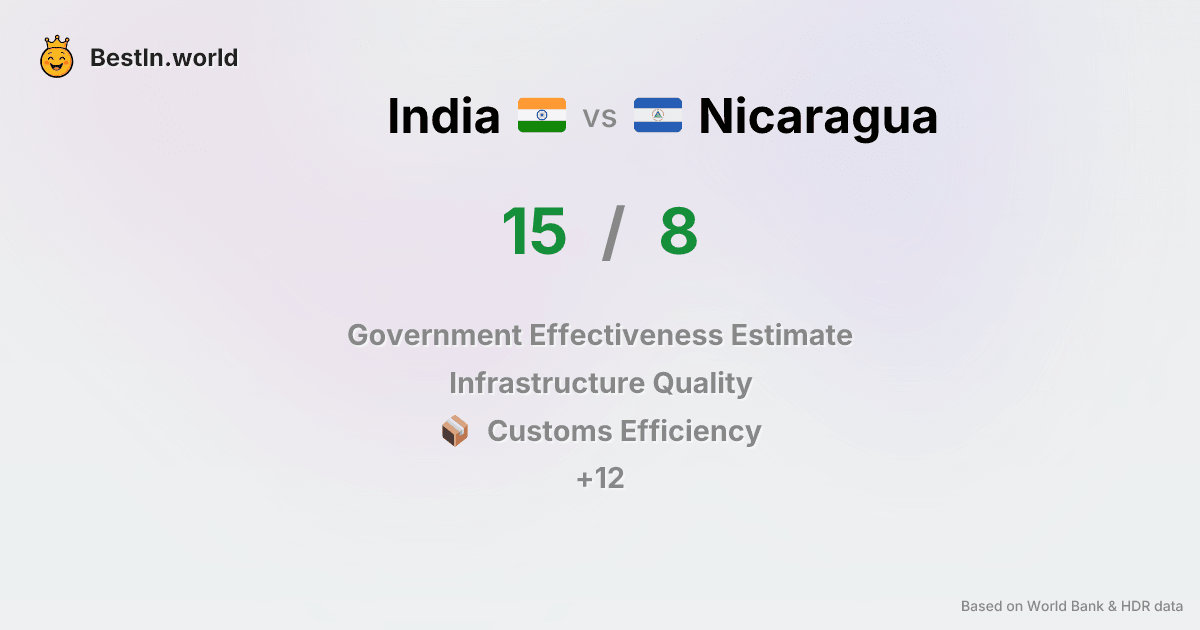 BestIn.world
India vs Nicaragua
15 / 8
Government Effectiveness Estimate
Infrastructure Quality
Customs Efficiency
+12
Based on World Bank & HDR data